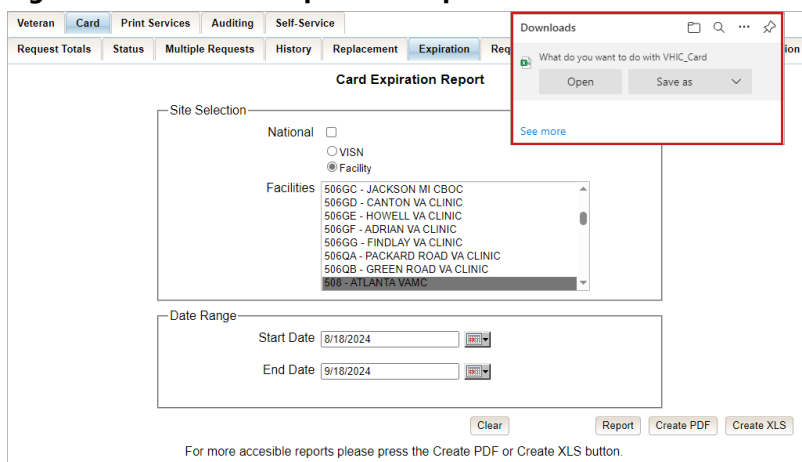 Veteran Card Print Services Auditing Self-Service
Request Totals Status Multiple Requests History Replacement Expiration Req ion
Downloads
What do you want to do with VHIC_Card
Open Save as
See more
Card Expiration Report
Site Selection
National
VISN
Facility
Facilities
506GC - JACKSON MI CBOC
506GD - CANTON VA CLINIC
506GE - HOWELL VA CLINIC
506GF - ADRIAN VA CLINIC
506GG - FINDLAY VA CLINIC
506QA - PACKARD ROAD VA CLINIC
506QB - GREEN ROAD VA CLINIC
508 - ATLANTA VAMC
Date Range
Start Date 8/18/2024
End Date 9/18/2024
Clear Report Create PDF Create XLS
For more accesible reports please press the Create PDF or Create XLS button.